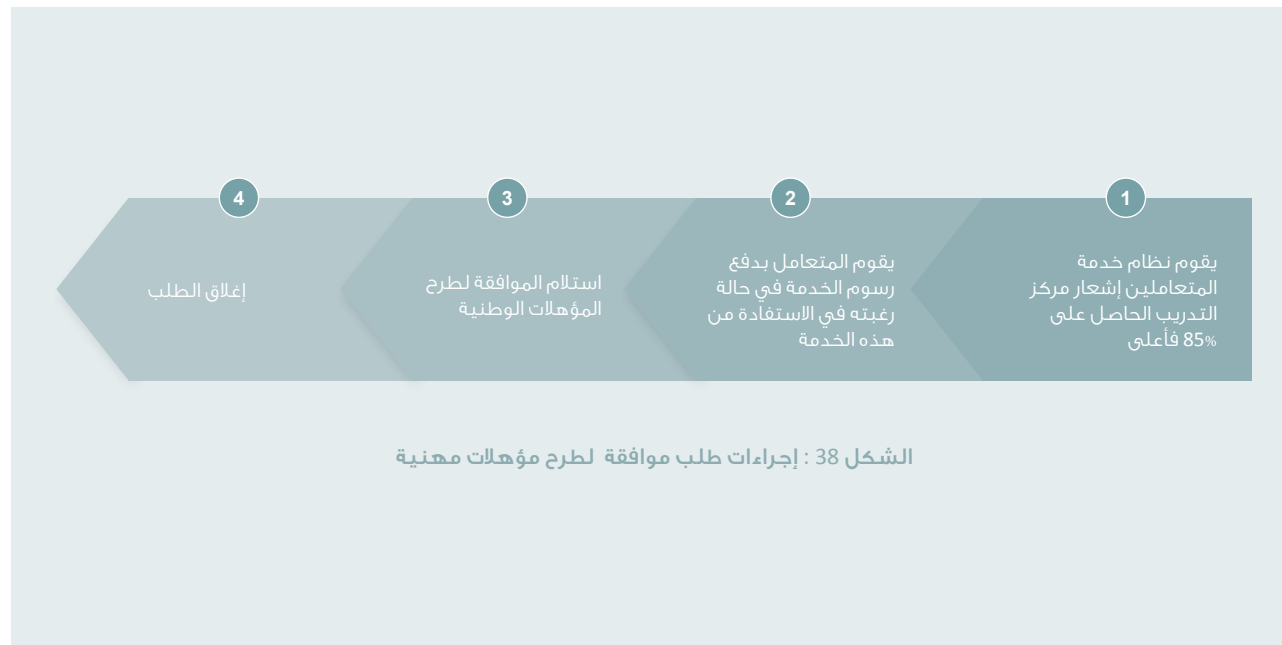 1
يقوم نظام خدمة
المتعاملين إشعار مركز
التدريب الحاصل على
85% فأعلى
2
يقوم المتعامل بدفع
رسوم الخدمة في حالة
رغبته في الاستفادة من
هذه الخدمة
3
استلام الموافقة لطرح
المؤهلات الوطنية
4
إغلاق الطلب
الشكل 38 : إجراءات طلب موافقة لطرح مؤهلات مهنية